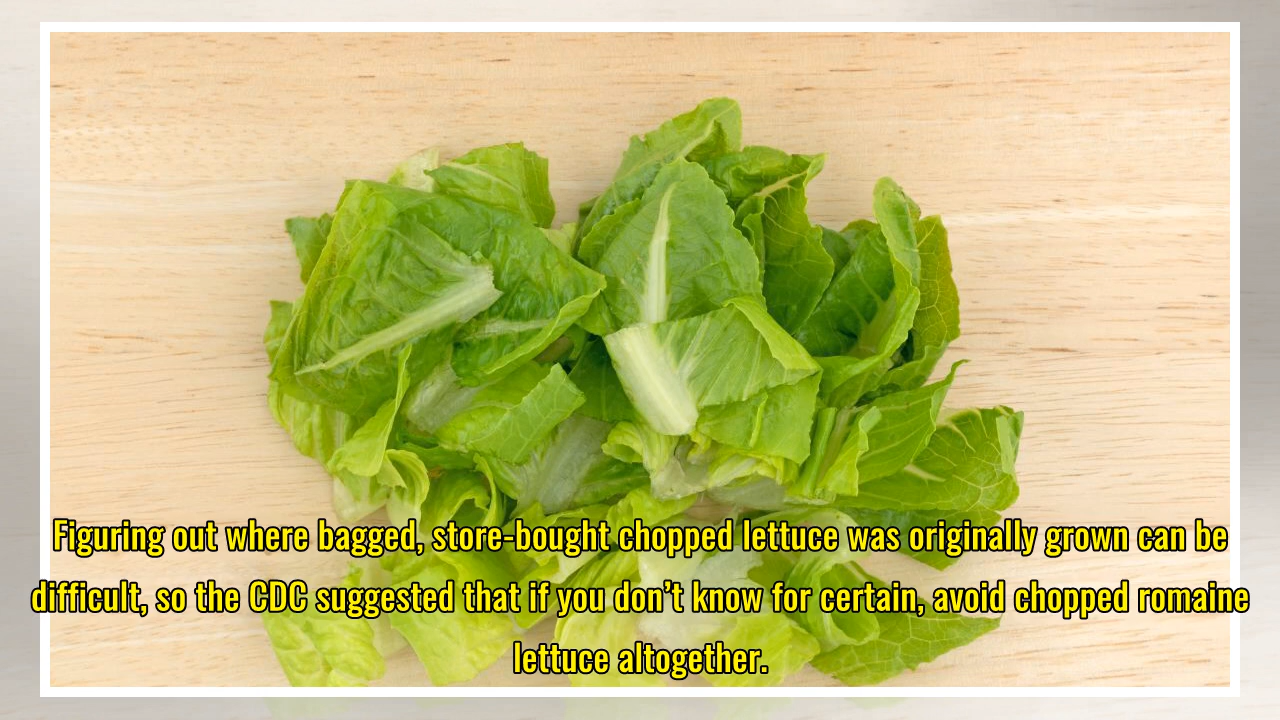 Figuring out where bagged, store-bought chopped lettuce was originally grown can be
difficult, so the CDC suggested that if you don’t know for certain, avoid chopped romaine
lettuce altogether.